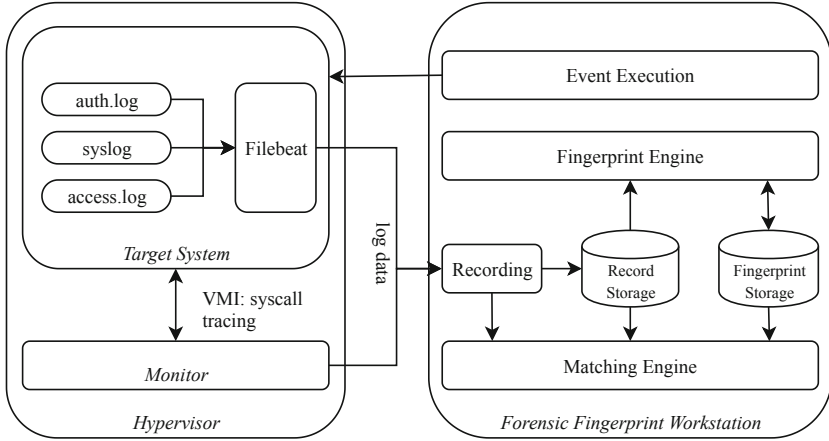 auth.log
syslog
access.log
Filebeat
Target System
VMI: syscall
tracing
Monitor
Hypervisor
log data
Event Execution
Fingerprint Engine
Recording
Record
Storage
Fingerprint
Storage
Matching Engine
Forensic Fingerprint Workstation